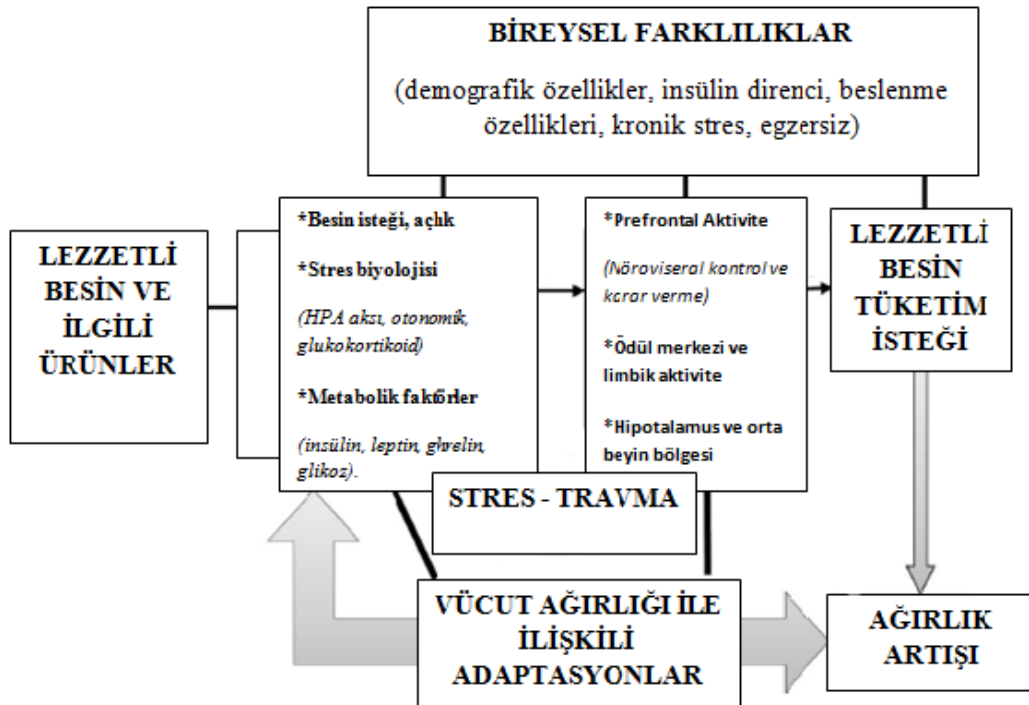 BİREYSEL FARKLILIKLAR
(demografik özellikler, insülin direnci, beslenme
özellikleri, kronik stres, egzersiz)
LEZZETLİ
BESİN VE
İLGİLİ
ÜRÜNLER
*Besin isteği, açlık
*Stres biyolojisi
(HPA aksı, otonomik,
glukokortikoid)
*Metabolik faktörler
(insülin, leptin, ghrelin,
glikoz).
*Prefrontal Aktivite
(Nöroviseral kontrol ve
karar verme)
*Ödül merkezi ve
limbik aktivite
*Hipotalamus ve orta
beyin bölgesi
LEZZETLİ
BESİN
TÜKETİM
İSTEĞİ
STRES - TRAVMA
VÜCUT AĞIRLIĞI İLE
İLİŞKİLİ
ADAPTASYONLAR
AĞIRLIK
ARTIŞI